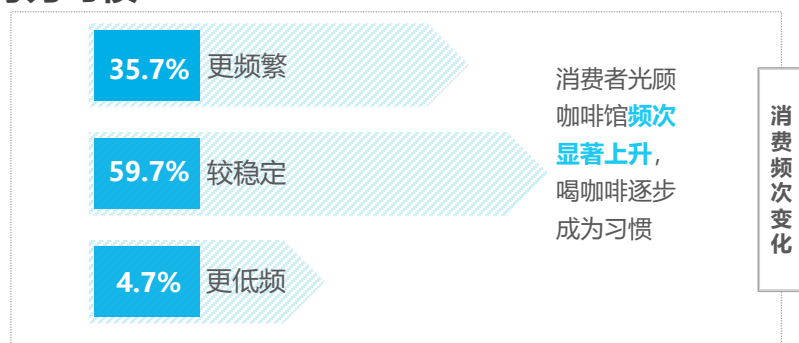 35.7% 更频繁
59.7% 较稳定
4.7% 更低频
消费者光顾
咖啡馆频次
显著上升，
喝咖啡逐步
成为习惯
消费频次变化